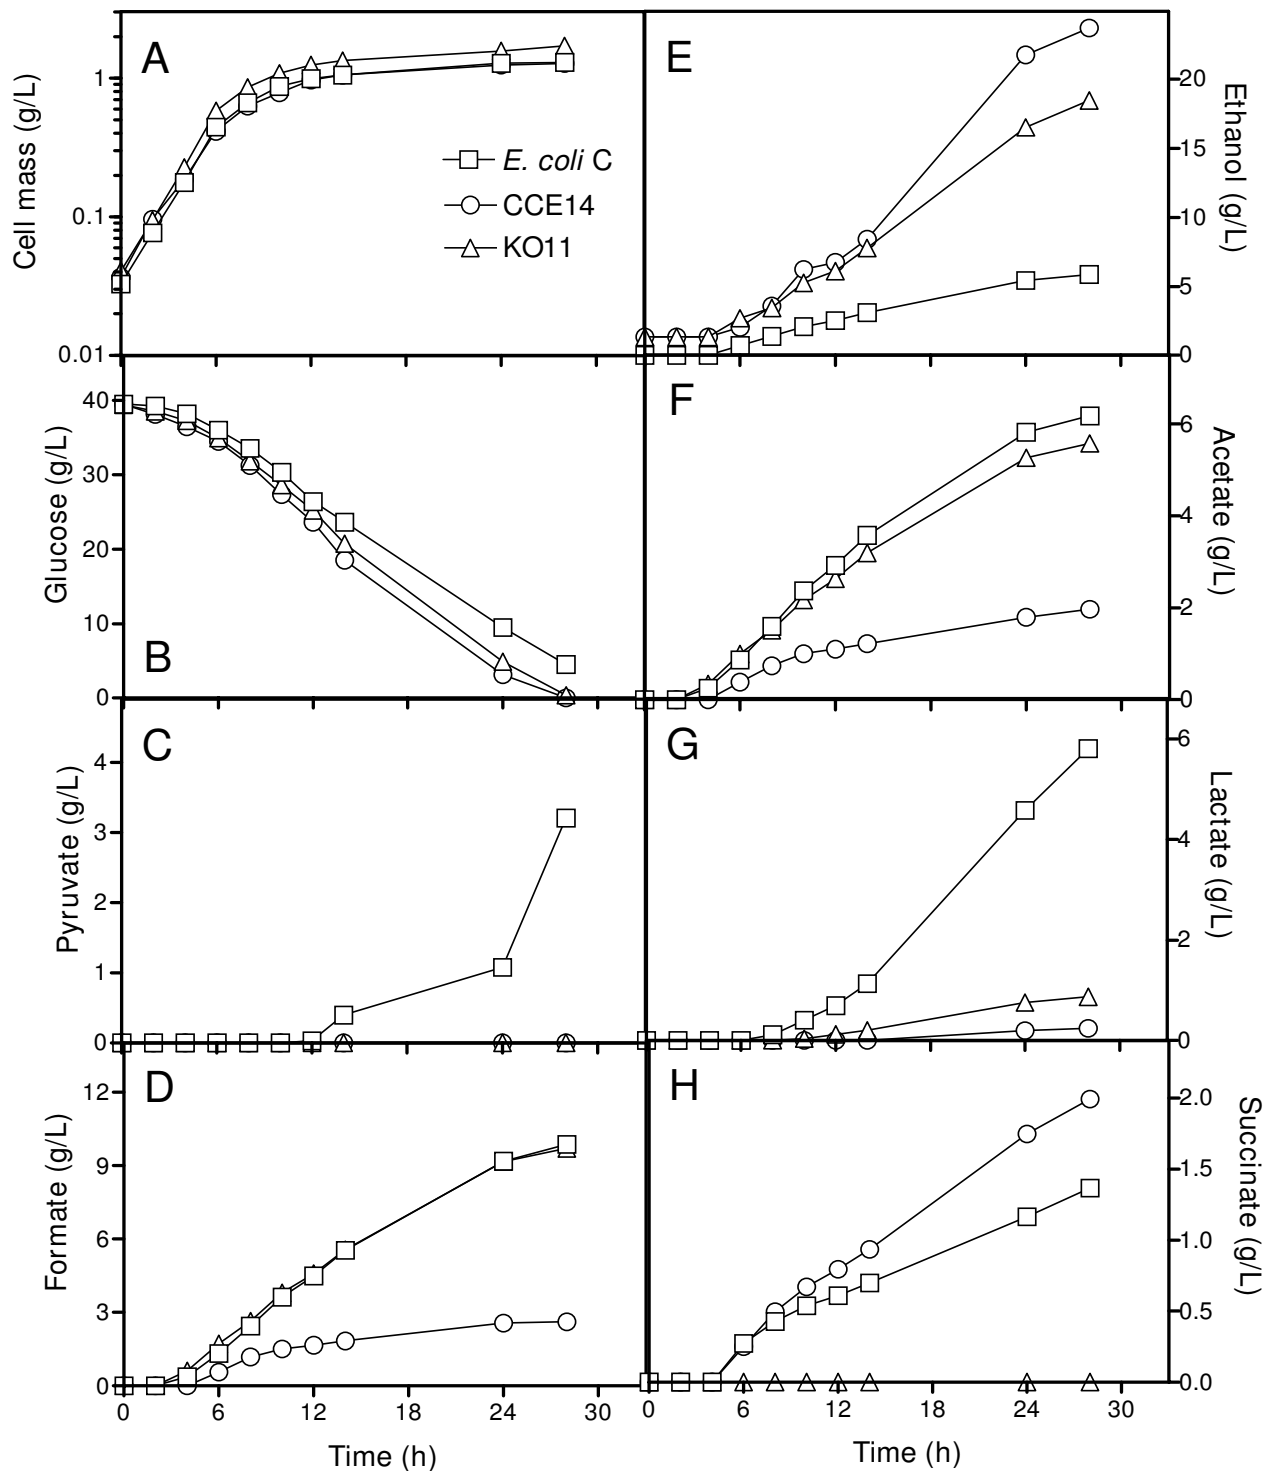 A
Cell mass (g/L)
1
0.1
0.01
E. coli C
CCE14
KO11
E
Ethanol (g/L)
20
15
10
5
0
B
Glucose (g/L)
40
30
20
10
0
F
Acetate (g/L)
6
4
2
0
C
Pyruvate (g/L)
4
3
2
1
0
G
Lactate (g/L)
6
4
2
0
D
Formate (g/L)
12
9
6
3
0
0 6 12 18 24 30
Time (h)
H
Succinate (g/L)
2.0
1.5
1.0
0.5
0.0
0 6 12 18 24 30
Time (h)